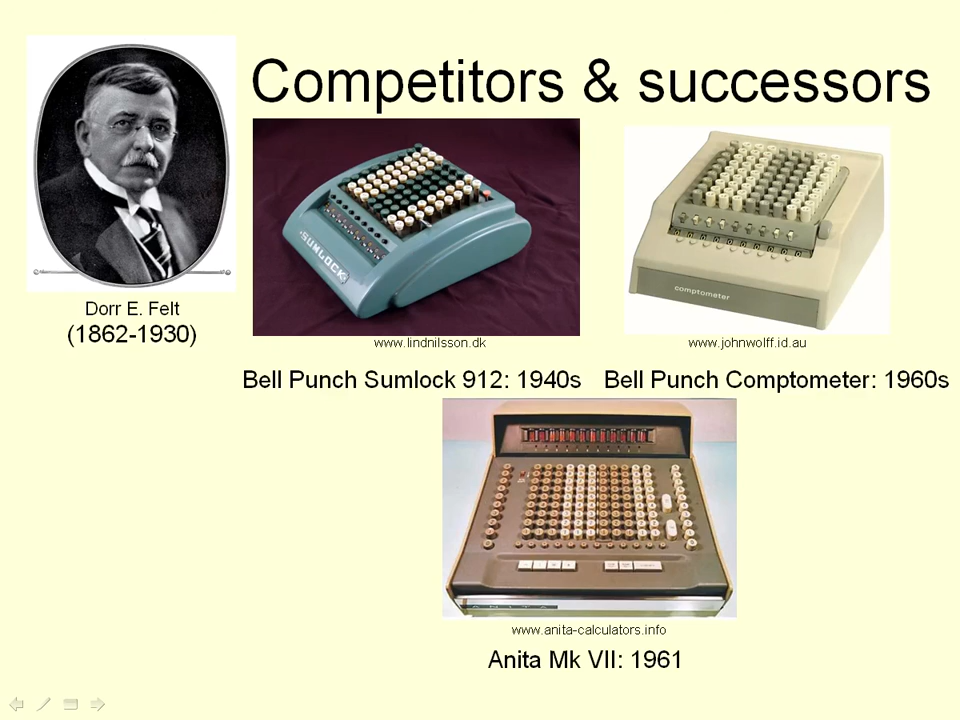 Competitors & successors
Dorr E. Felt
(1862-1930)
SUMLOCK
www.lindnilsson.dk
Bell Punch Sumlock 912: 1940s
comptometer
www.johnwolff.id.au
Bell Punch Comptometer: 1960s
ANITA
www.anita-calculators.info
Anita Mk VII: 1961